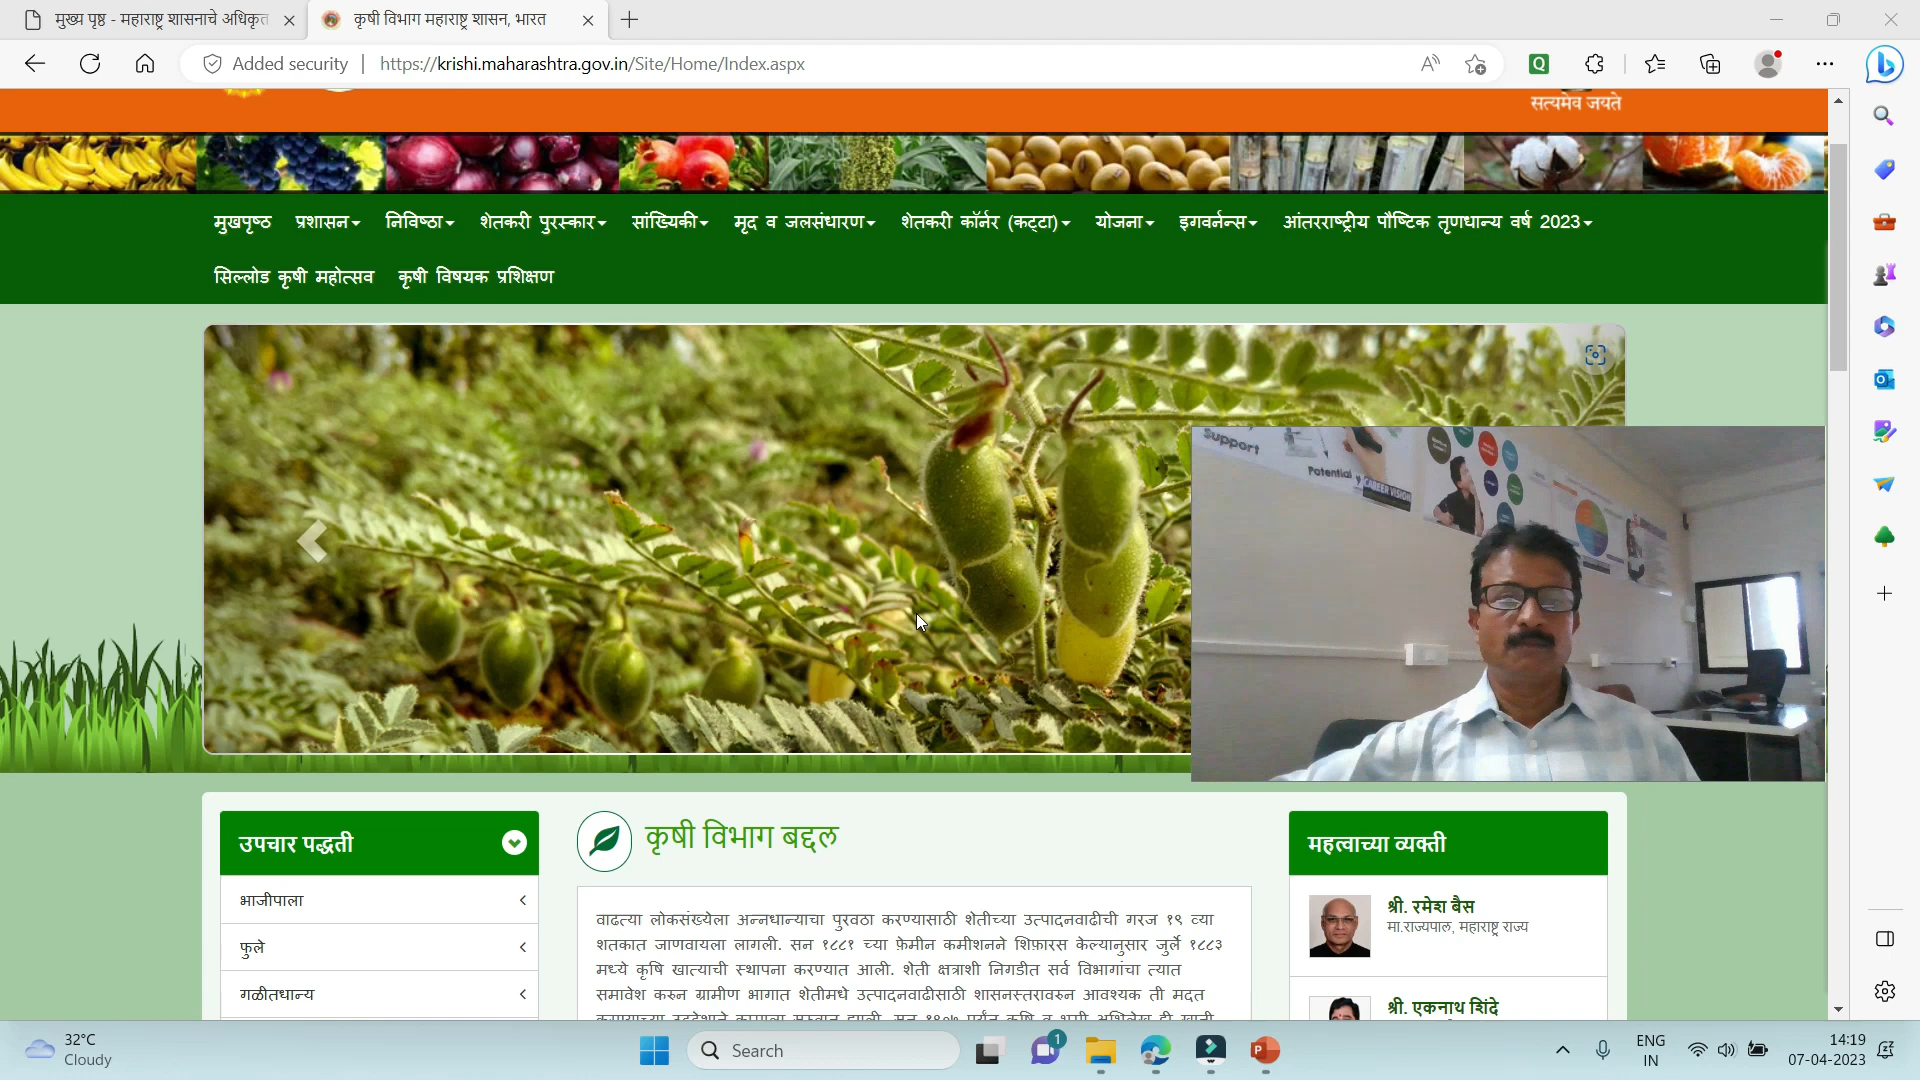 मुख्य पृष्ठ - महाराष्ट्र शासनाचे अधिकृत
कृषी विभाग महाराष्ट्र शासन, भारत
Added security
https://krishi.maharashtra.gov.in/Site/Home/Index.aspx
सत्यमेव जयते
मुखपृष्ठ प्रशासन निविष्ठा शेतकरी पुरस्कार सांख्यिकी मृद व जलसंधारण शेतकरी कॉर्नर (कट्टा) योजना इगवर्नन्स आंतरराष्ट्रीय पौष्टिक तृणधान्य वर्ष 2023
सिल्लोड कृषी महोत्सव कृषी विषयक प्रशिक्षण
Support
Potential
CAREER VISION
उपचार पद्धती
भाजीपाला
फुले
गळीतधान्य
कृषी विभाग बद्दल
वाढत्या लोकसंख्येला अन्नधान्याचा पुरवठा करण्यासाठी शेतीच्या उत्पादनवाढीची गरज १९ व्या
शतकात जाणवायला लागली. सन १८८१ च्या फ़ेमीन कमीशनने शिफ़ारस केल्यानुसार जुलै १८८३
मध्ये कृषि खात्याची स्थापना करण्यात आली. शेती क्षत्राशी निगडीत सर्व विभागांचा त्यात
समावेश करुन ग्रामीण भागात शेतीमधे उत्पादनवाढीसाठी शासनस्तरावरुन आवश्यक ती मदत
महत्वाच्या व्यक्ती
श्री. रमेश बैस
मा.राज्यपाल, महाराष्ट्र राज्य
श्री. एकनाथ शिंदे
32°C
Cloudy
Search
1
ENG
IN
14:19
07-04-2023